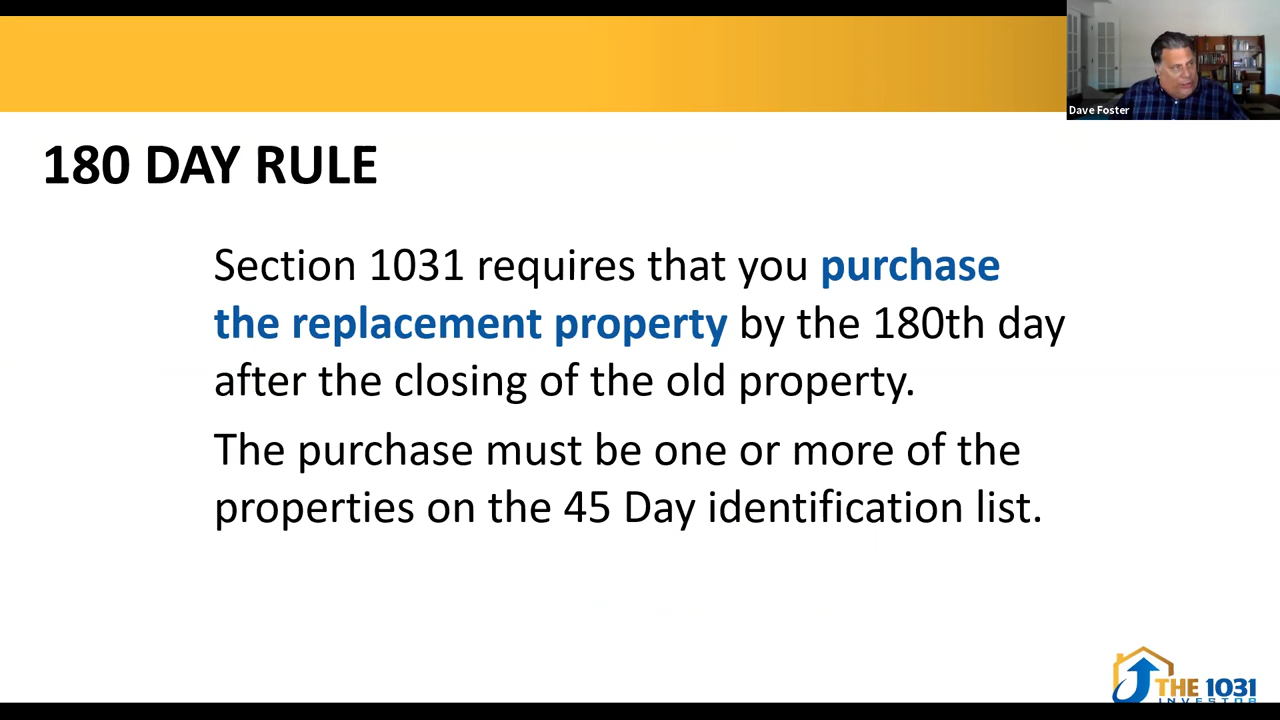 Dave Foster
180 DAY RULE
Section 1031 requires that you purchase
the replacement property by the 180th day
after the closing of the old property.
The purchase must be one or more of the
properties on the 45 Day identification list.
THE 1031
INVESTOR